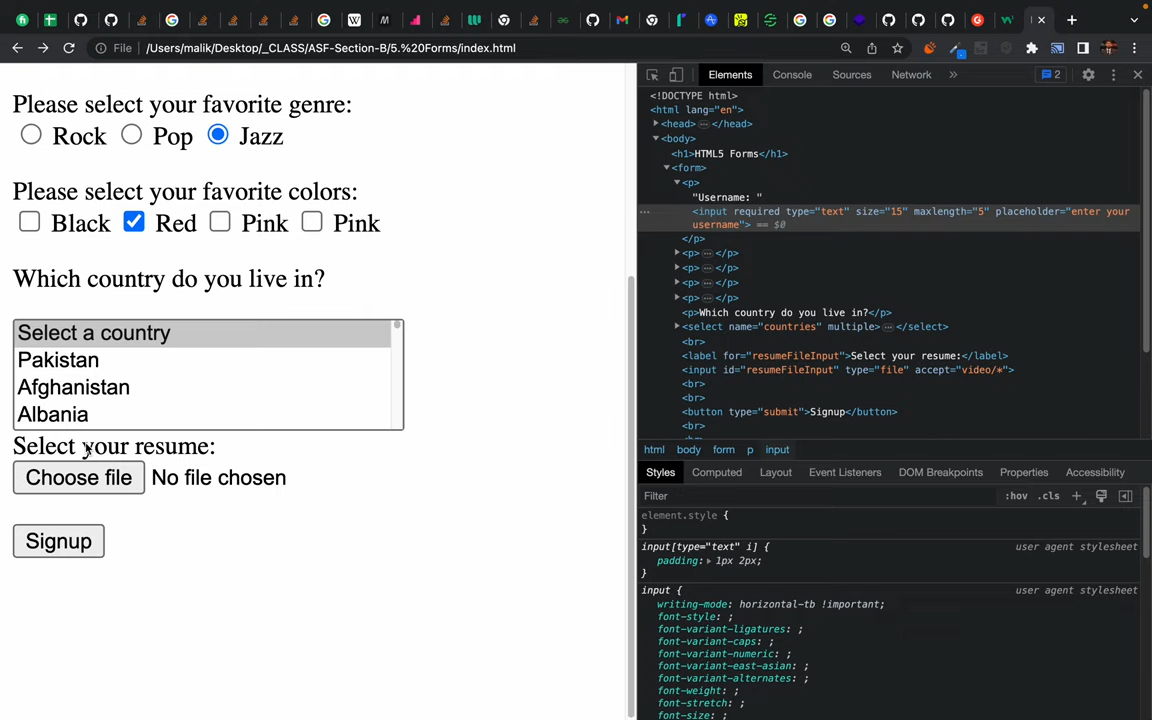 File /Users/malik/Desktop/_CLASS/ASF-Section-B/5.%20Forms/index.html
Please select your favorite genre:
Rock Pop Jazz
Please select your favorite colors:
Black Red Pink Pink
Which country do you live in?
Select a country
Pakistan
Afghanistan
Albania
Select your resume:
Choose file No file chosen
Signup
Elements Console Sources Network » 2
<!DOCTYPE html>
<html lang="en">
<head> … </head>
<body>
<h1>HTML5 Forms</h1>
<form>
<p>
"Username: "
… <input required type="text" size="15" maxlength="5" placeholder="enter your
username"> == $0
</p>
<p> … </p>
<p> … </p>
<p> … </p>
<p> … </p>
<p>Which country do you live in?</p>
<select name="countries" multiple> … </select>
<br>
<label for="resumeFileInput">Select your resume:</label>
<input id="resumeFileInput" type="file" accept="video/*">
<br>
<br>
<button type="submit">Signup</button>
<br>
html body form p input
Styles Computed Layout Event Listeners DOM Breakpoints Properties Accessibility
Filter :hov .cls +
element.style {
}
input[type="text" i] { user agent stylesheet
padding: 1px 2px;
}
input { user agent stylesheet
writing-mode: horizontal-tb !important;
font-style: ;
font-variant-ligatures: ;
font-variant-caps: ;
font-variant-numeric: ;
font-variant-east-asian: ;
font-variant-alternates: ;
font-weight: ;
font-stretch: ;
font-size: ;